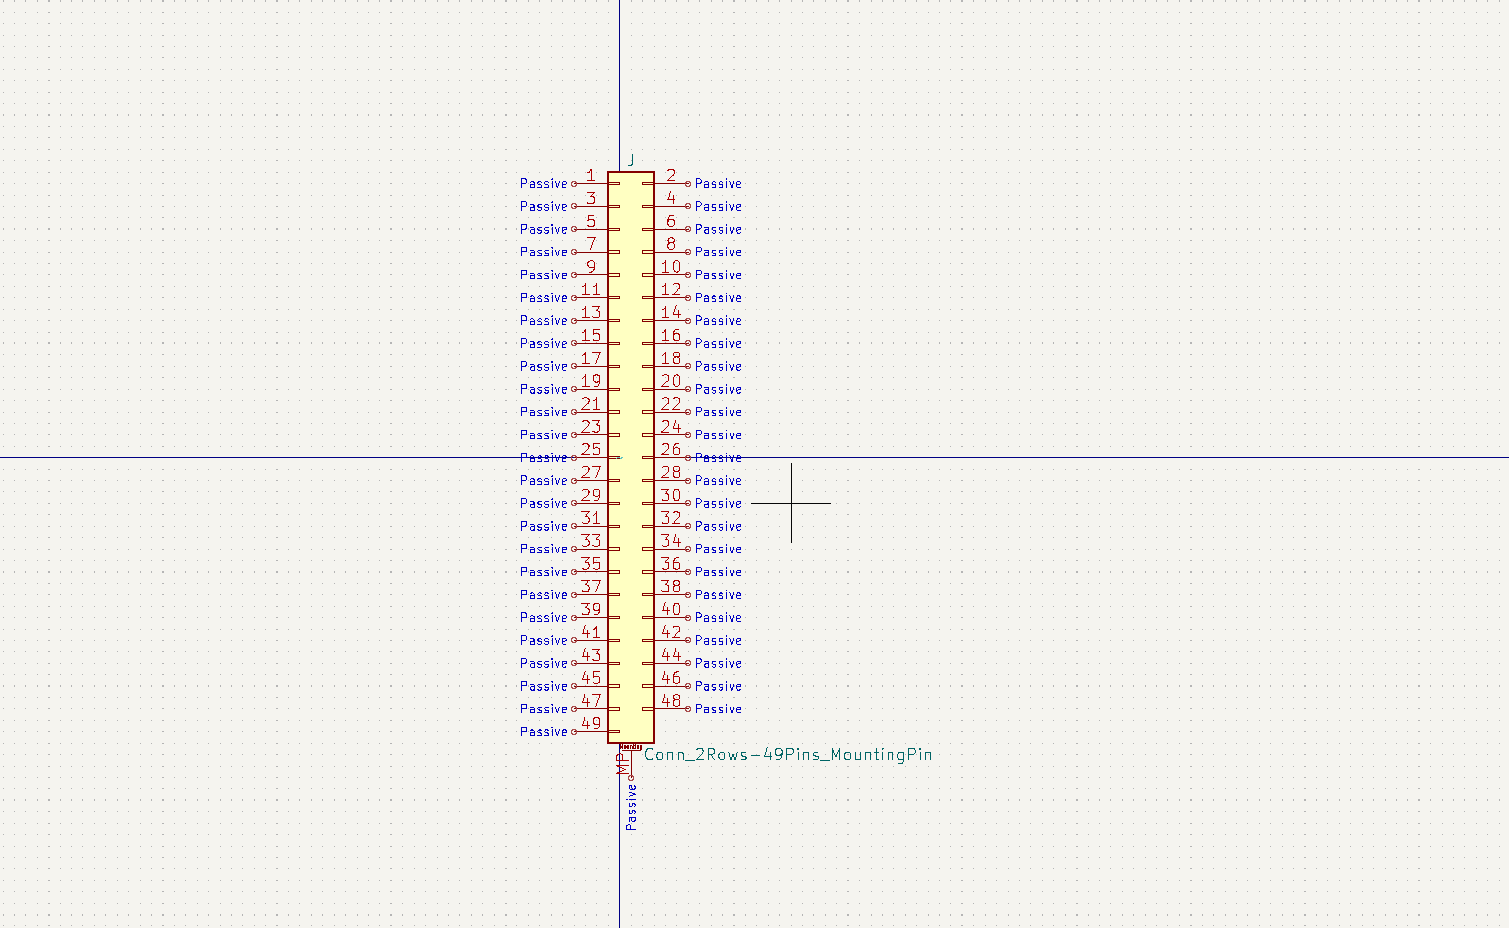 J
Passive 1 2 Passive
Passive 3 4 Passive
Passive 5 6 Passive
Passive 7 8 Passive
Passive 9 10 Passive
Passive 11 12 Passive
Passive 13 14 Passive
Passive 15 16 Passive
Passive 17 18 Passive
Passive 19 20 Passive
Passive 21 22 Passive
Passive 23 24 Passive
Passive 25 26 Passive
Passive 27 28 Passive
Passive 29 30 Passive
Passive 31 32 Passive
Passive 33 34 Passive
Passive 35 36 Passive
Passive 37 38 Passive
Passive 39 40 Passive
Passive 41 42 Passive
Passive 43 44 Passive
Passive 45 46 Passive
Passive 47 48 Passive
Passive 49
Mounting
Conn_2Rows-49Pins_MountingPin
MP
Passive